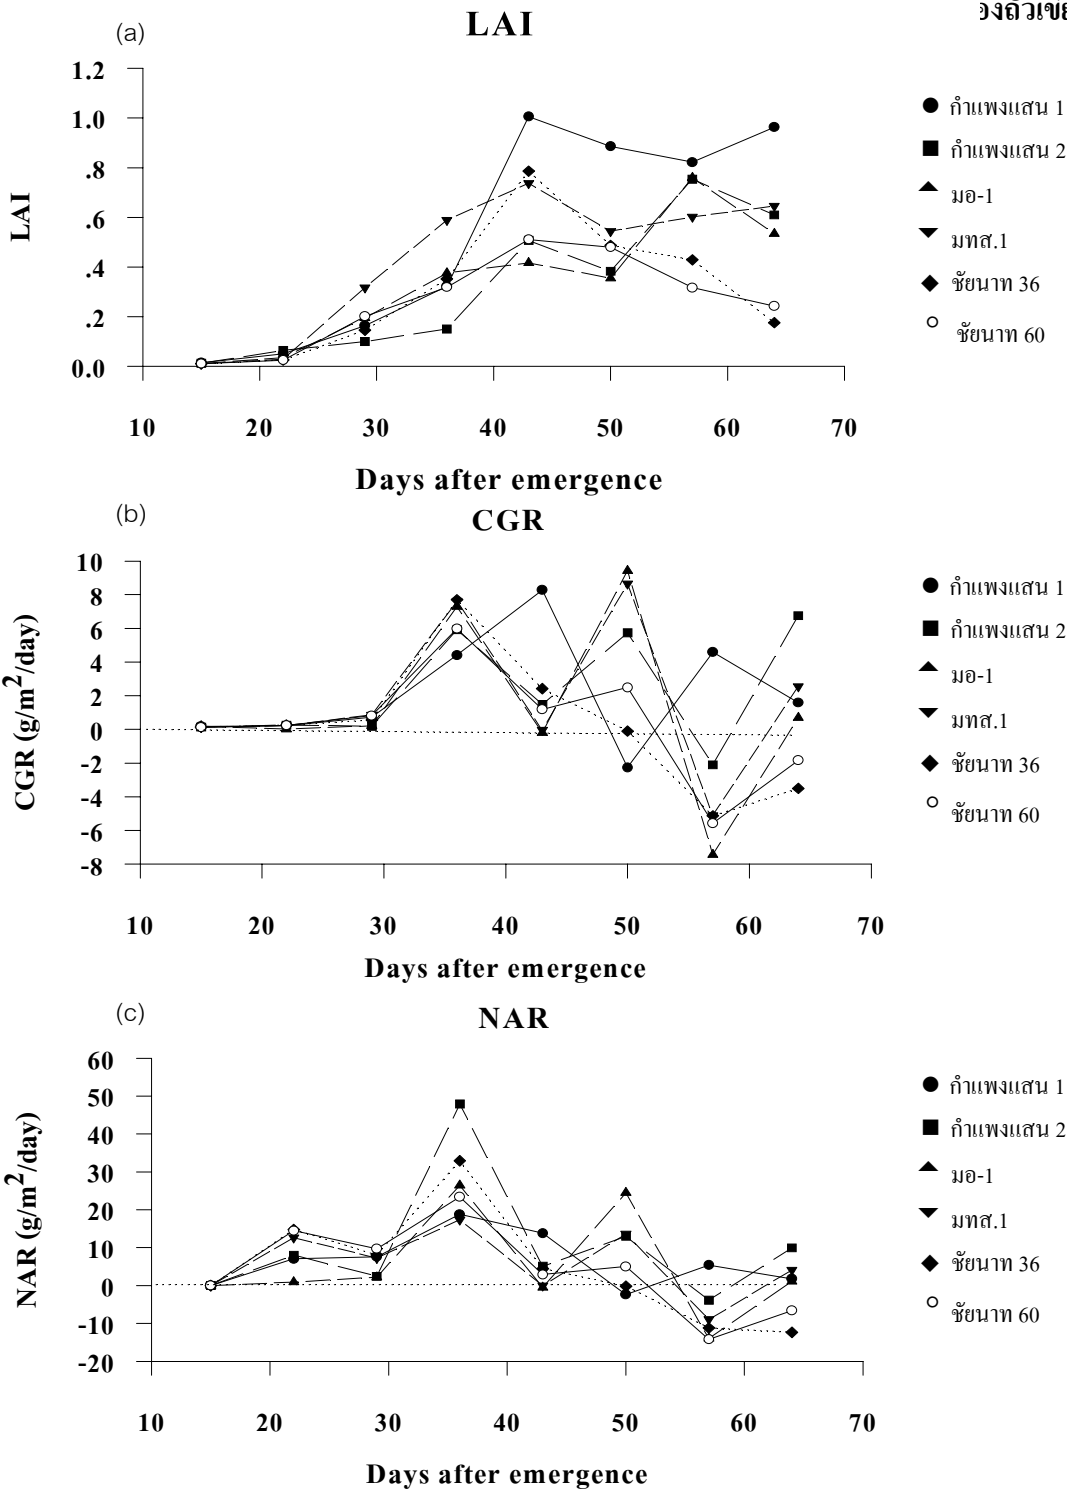 องถั่วเขีย
(a)
LAI
1.2
1.0
.8
.6
.4
.2
0.0
LAI
10 20 30 40 50 60 70
Days after emergence
กำแพงแสน 1
กำแพงแสน 2
มอ-1
มทส.1
ชัยนาท 36
ชัยนาท 60
(b)
CGR
10
8
6
4
2
0
-2
-4
-6
-8
CGR (g/m²/day)
10 20 30 40 50 60 70
Days after emergence
กำแพงแสน 1
กำแพงแสน 2
มอ-1
มทส.1
ชัยนาท 36
ชัยนาท 60
(c)
NAR
60
50
40
30
20
10
0
-10
-20
NAR (g/m²/day)
10 20 30 40 50 60 70
Days after emergence
กำแพงแสน 1
กำแพงแสน 2
มอ-1
มทส.1
ชัยนาท 36
ชัยนาท 60